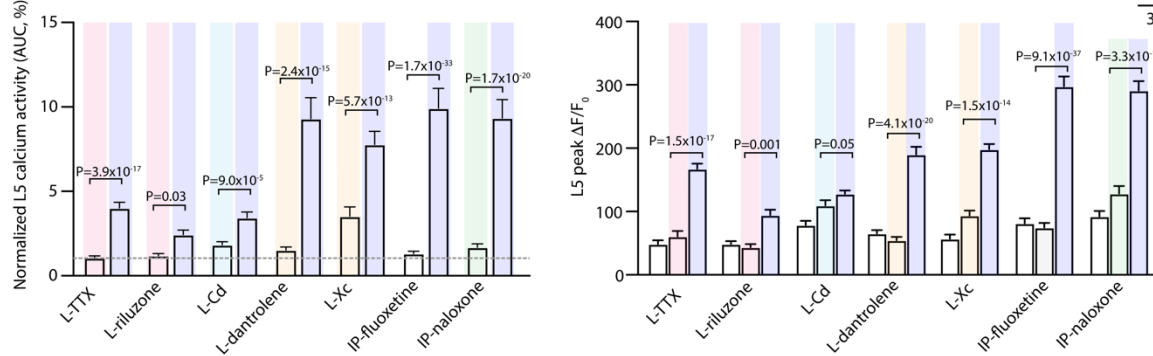 Normalized L5 calcium activity (AUC, %)
15
10
5
0
P=3.9x10⁻¹⁷
P=0.03
P=9.0x10⁻⁵
P=2.4x10⁻¹⁵
P=5.7x10⁻¹³
P=1.7x10⁻³³
P=1.7x10⁻²⁰
L-TTX
L-riluzone
L-Cd
L-dantrolene
L-Xc
IP-fluoxetine
IP-naloxone
L5 peak ΔF/F₀
400
300
200
100
0
P=1.5x10⁻¹⁷
P=0.001
P=0.05
P=4.1x10⁻²⁰
P=1.5x10⁻¹⁴
P=9.1x10⁻³⁷
P=3.3x10⁻
L-TTX
L-riluzone
L-Cd
L-dantrolene
L-Xc
IP-fluoxetine
IP-naloxone
3